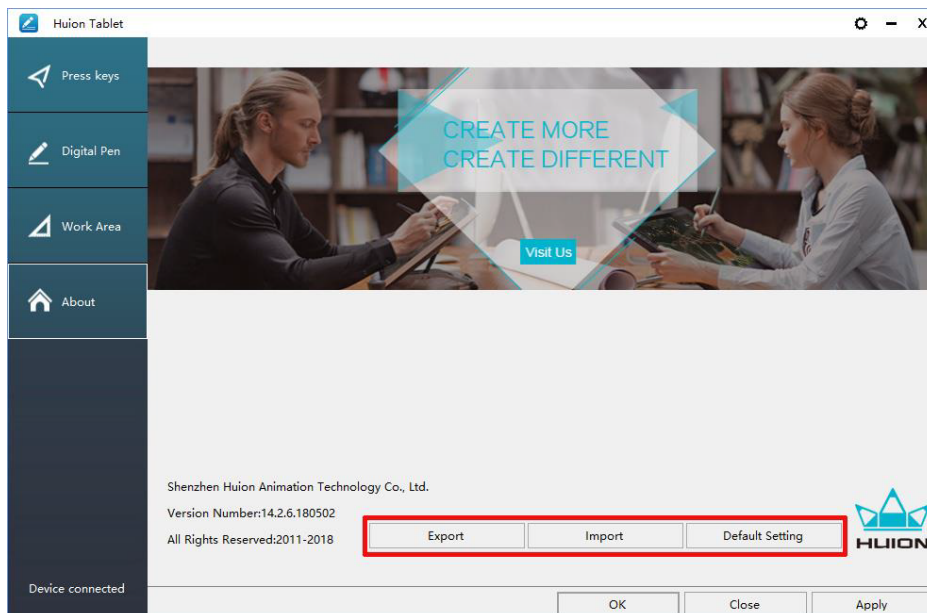 Huion Tablet
Press keys
Digital Pen
Work Area
About
Device connected
CREATE MORE
CREATE DIFFERENT
Visit Us
Shenzhen Huion Animation Technology Co., Ltd.
Version Number:14.2.6.180502
All Rights Reserved:2011-2018
Export Import Default Setting
HUION
OK Close Apply